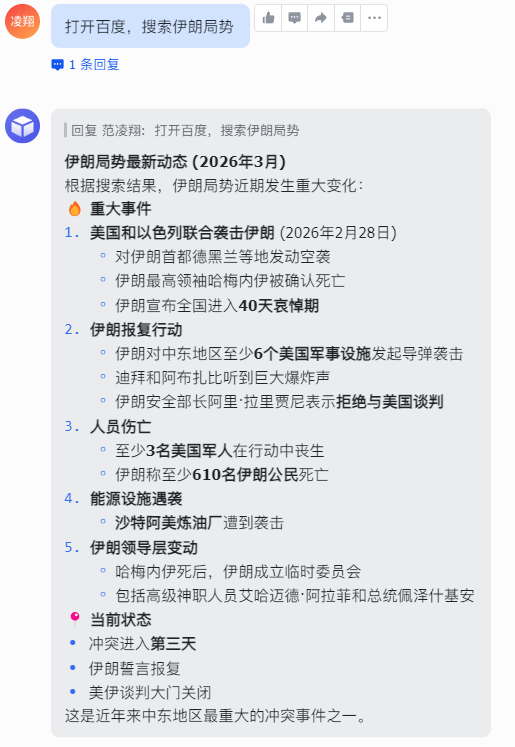 凌翔
打开百度，搜索伊朗局势
1 条回复
回复 范凌翔: 打开百度，搜索伊朗局势
伊朗局势最新动态 (2026年3月)
根据搜索结果，伊朗局势近期发生重大变化：
🔥 重大事件
1. 美国和以色列联合袭击伊朗 (2026年2月28日)
◦ 对伊朗首都德黑兰等地发动空袭
◦ 伊朗最高领袖哈梅内伊被确认死亡
◦ 伊朗宣布全国进入40天哀悼期
2. 伊朗报复行动
◦ 伊朗对中东地区至少6个美国军事设施发起导弹袭击
◦ 迪拜和阿布扎比听到巨大爆炸声
◦ 伊朗安全部长阿里·拉里贾尼表示拒绝与美国谈判
3. 人员伤亡
◦ 至少3名美国军人在行动中丧生
◦ 伊朗称至少610名伊朗公民死亡
4. 能源设施遇袭
◦ 沙特阿美炼油厂遭到袭击
5. 伊朗领导层变动
◦ 哈梅内伊死后，伊朗成立临时委员会
◦ 包括高级神职人员艾哈迈德·阿拉菲和总统佩泽什基安
📍 当前状态
• 冲突进入第三天
• 伊朗誓言报复
• 美伊谈判大门关闭
这是近年来中东地区最重大的冲突事件之一。